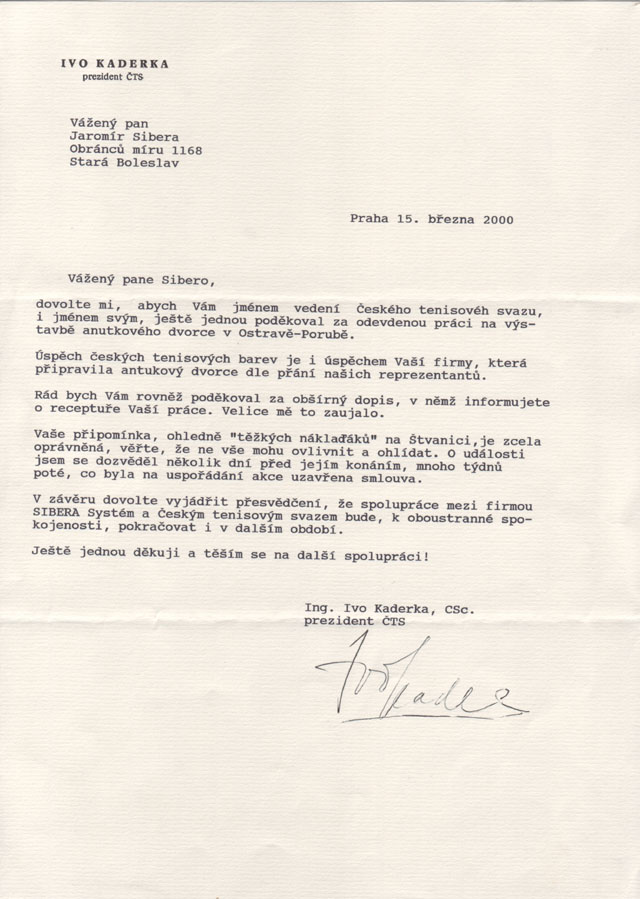 IVO KADERKA
prezident ČTS
Vážený pan
Jaromír Sibera
Obránců míru 1168
Stará Boleslav
Praha 15. března 2000
Vážený pane Sibero,
dovolte mi, abych Vám jménem vedení Českého tenisovéh svazu,
i jménem svým, ještě jednou poděkoval za odevdenou práci na výs-
tavbě anutkového dvorce v Ostravě-Porubě.
Úspěch českých tenisových barev je i úspěchem Vaší firmy, která
připravila antukový dvorce dle přání našich reprezentantů.
Rád bych Vám rovněž poděkoval za obšírný dopis, v němž informujete
o receptuře Vaší práce. Velice mě to zaujalo.
Vaše připomínka, ohledně "těžkých náklaďáků" na Štvanici,je zcela
oprávněná, věřte, že ne vše mohu ovlivnit a ohlídat. O události
jsem se dozvěděl několik dní před jejím konáním, mnoho týdnů
poté, co byla na uspořádání akce uzavřena smlouva.
V závěru dovolte vyjádřit přesvědčení, že spolupráce mezi firmou
SIBERA Systém a Českým tenisovým svazem bude, k oboustranné spo-
kojenosti, pokračovat i v dalším období.
Ještě jednou děkuji a těším se na další spolupráci!
Ing. Ivo Kaderka, CSc.
prezident ČTS
Ivo Kader